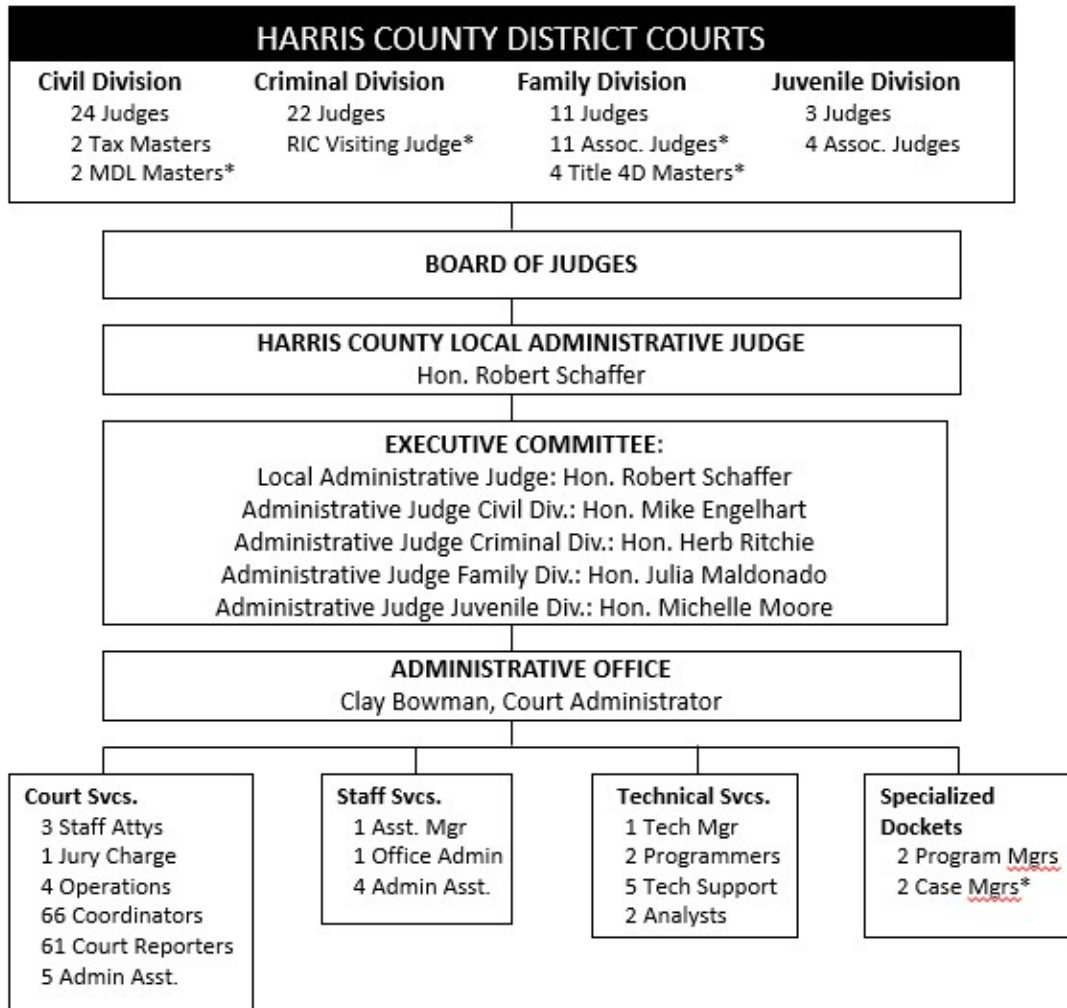 HARRIS COUNTY DISTRICT COURTS
Civil Division
24 Judges
2 Tax Masters
2 MDL Masters*
Criminal Division
22 Judges
RIC Visiting Judge*
Family Division
11 Judges
11 Assoc. Judges*
4 Title 4D Masters*
Juvenile Division
3 Judges
4 Assoc. Judges
BOARD OF JUDGES
HARRIS COUNTY LOCAL ADMINISTRATIVE JUDGE
Hon. Robert Schaffer
EXECUTIVE COMMITTEE:
Local Administrative Judge: Hon. Robert Schaffer
Administrative Judge Civil Div.: Hon. Mike Engelhart
Administrative Judge Criminal Div.: Hon. Herb Ritchie
Administrative Judge Family Div.: Hon. Julia Maldonado
Administrative Judge Juvenile Div.: Hon. Michelle Moore
ADMINISTRATIVE OFFICE
Clay Bowman, Court Administrator
Court Svcs.
3 Staff Attys
1 Jury Charge
4 Operations
66 Coordinators
61 Court Reporters
5 Admin Asst.
Staff Svcs.
1 Asst. Mgr
1 Office Admin
4 Admin Asst.
Technical Svcs.
1 Tech Mgr
2 Programmers
5 Tech Support
2 Analysts
Specialized
Dockets
2 Program Mgrs
2 Case Mgrs*